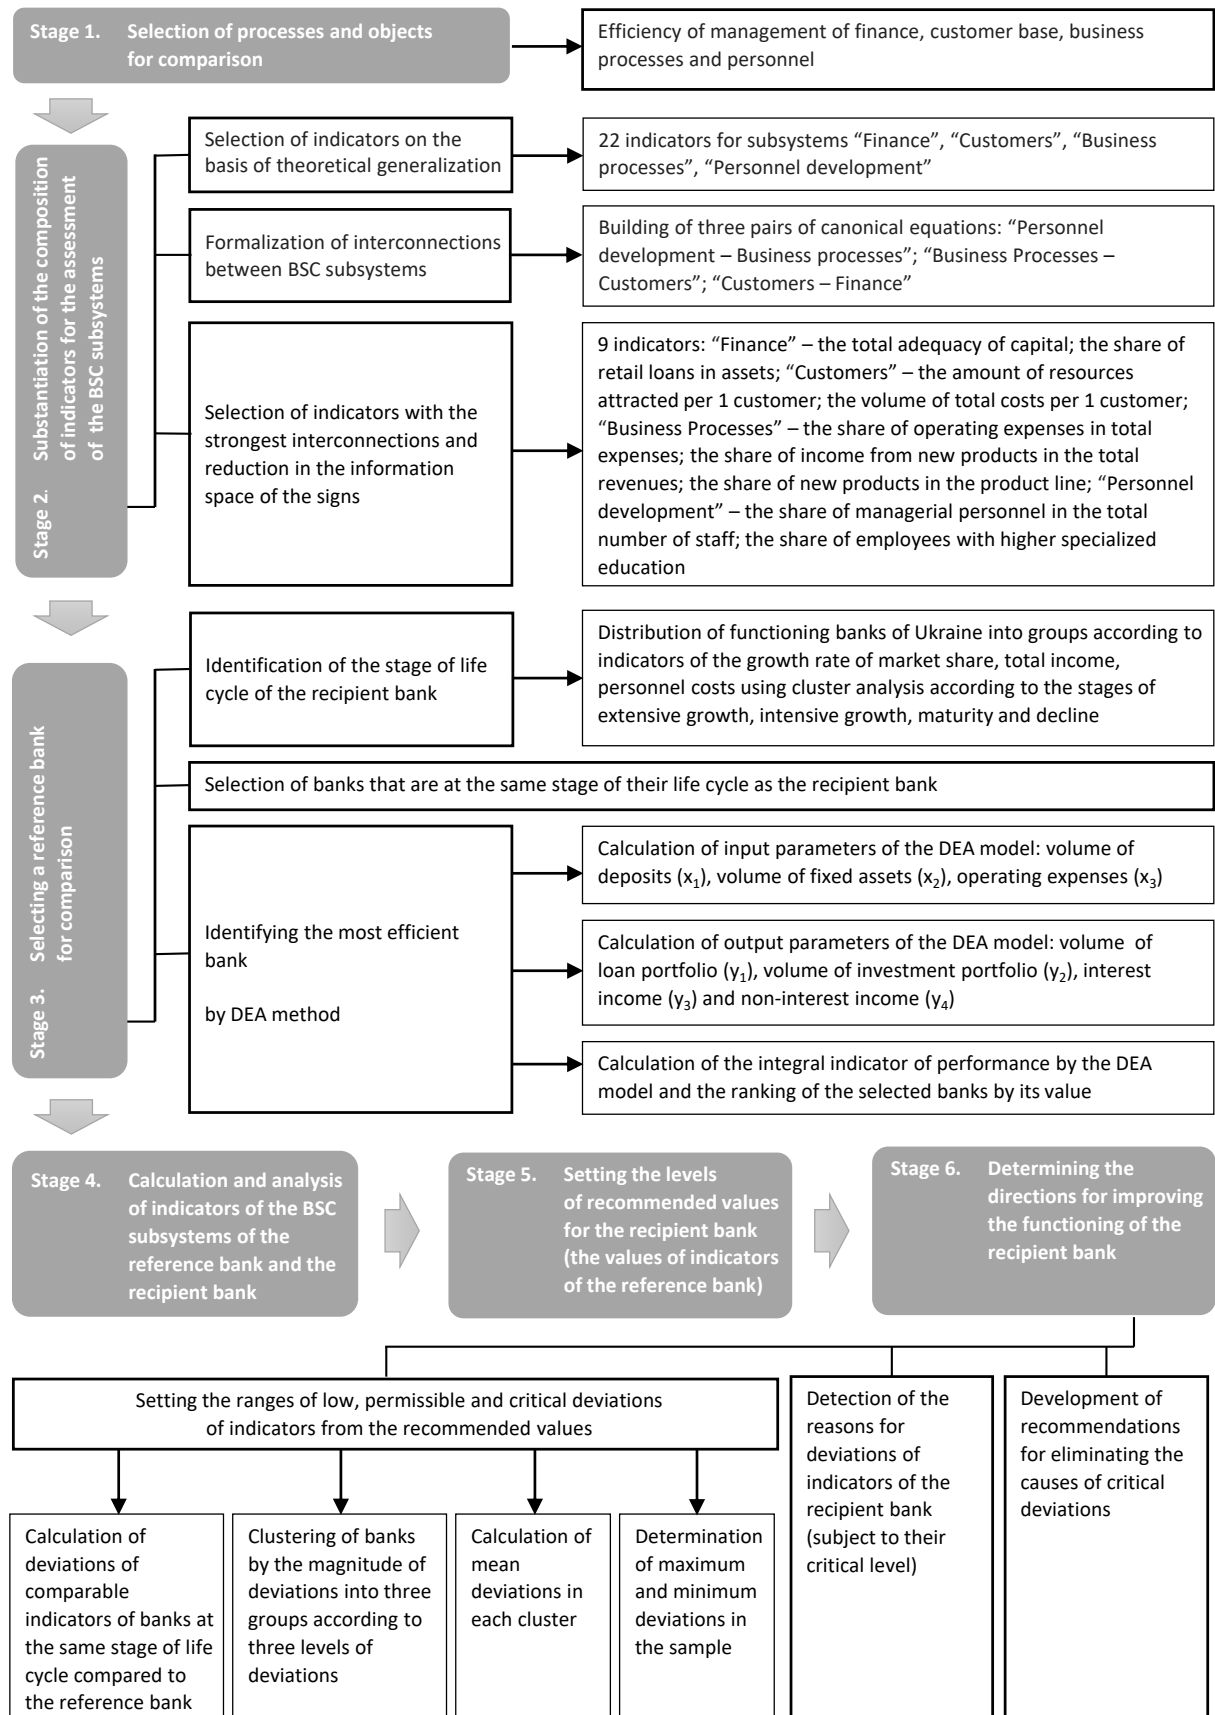 Stage 1. Selection of processes and objects
for comparison
Efficiency of management of finance, customer base, business
processes and personnel
Stage 2. Substantiation of the composition
of indicators for the assessment
of the BSC subsystems
Selection of indicators on the
basis of theoretical generalization
22 indicators for subsystems “Finance”, “Customers”, “Business
processes”, “Personnel development”
Formalization of interconnections
between BSC subsystems
Building of three pairs of canonical equations: “Personnel
development – Business processes”; “Business Processes –
Customers”; “Customers – Finance”
Selection of indicators with the
strongest interconnections and
reduction in the information
space of the signs
9 indicators: “Finance” – the total adequacy of capital; the share of
retail loans in assets; “Customers” – the amount of resources
attracted per 1 customer; the volume of total costs per 1 customer;
“Business Processes” – the share of operating expenses in total
expenses; the share of income from new products in the total
revenues; the share of new products in the product line; “Personnel
development” – the share of managerial personnel in the total
number of staff; the share of employees with higher specialized
education
Stage 3. Selecting a reference bank
for comparison
Identification of the stage of life
cycle of the recipient bank
Distribution of functioning banks of Ukraine into groups according to
indicators of the growth rate of market share, total income,
personnel costs using cluster analysis according to the stages of
extensive growth, intensive growth, maturity and decline
Selection of banks that are at the same stage of their life cycle as the recipient bank
Identifying the most efficient
bank
by DEA method
Calculation of input parameters of the DEA model: volume of
deposits (x1), volume of fixed assets (x2), operating expenses (x3)
Calculation of output parameters of the DEA model: volume of
loan portfolio (y1), volume of investment portfolio (y2), interest
income (y3) and non-interest income (y4)
Calculation of the integral indicator of performance by the DEA
model and the ranking of the selected banks by its value
Stage 4. Calculation and analysis
of indicators of the BSC
subsystems of the
reference bank and the
recipient bank
Stage 5. Setting the levels
of recommended values
for the recipient bank
(the values of indicators
of the reference bank)
Stage 6. Determining the
directions for improving
the functioning of the
recipient bank
Setting the ranges of low, permissible and critical deviations
of indicators from the recommended values
Detection of the
reasons for
deviations of
indicators of the
recipient bank
(subject to their
critical level)
Development of
recommendations
for eliminating the
causes of critical
deviations
Calculation of
deviations of
comparable
indicators of banks at
the same stage of life
cycle compared to
the reference bank
Clustering of banks
by the magnitude of
deviations into three
groups according to
three levels of
deviations
Calculation of
mean
deviations in
each cluster
Determination
of maximum
and minimum
deviations in
the sample